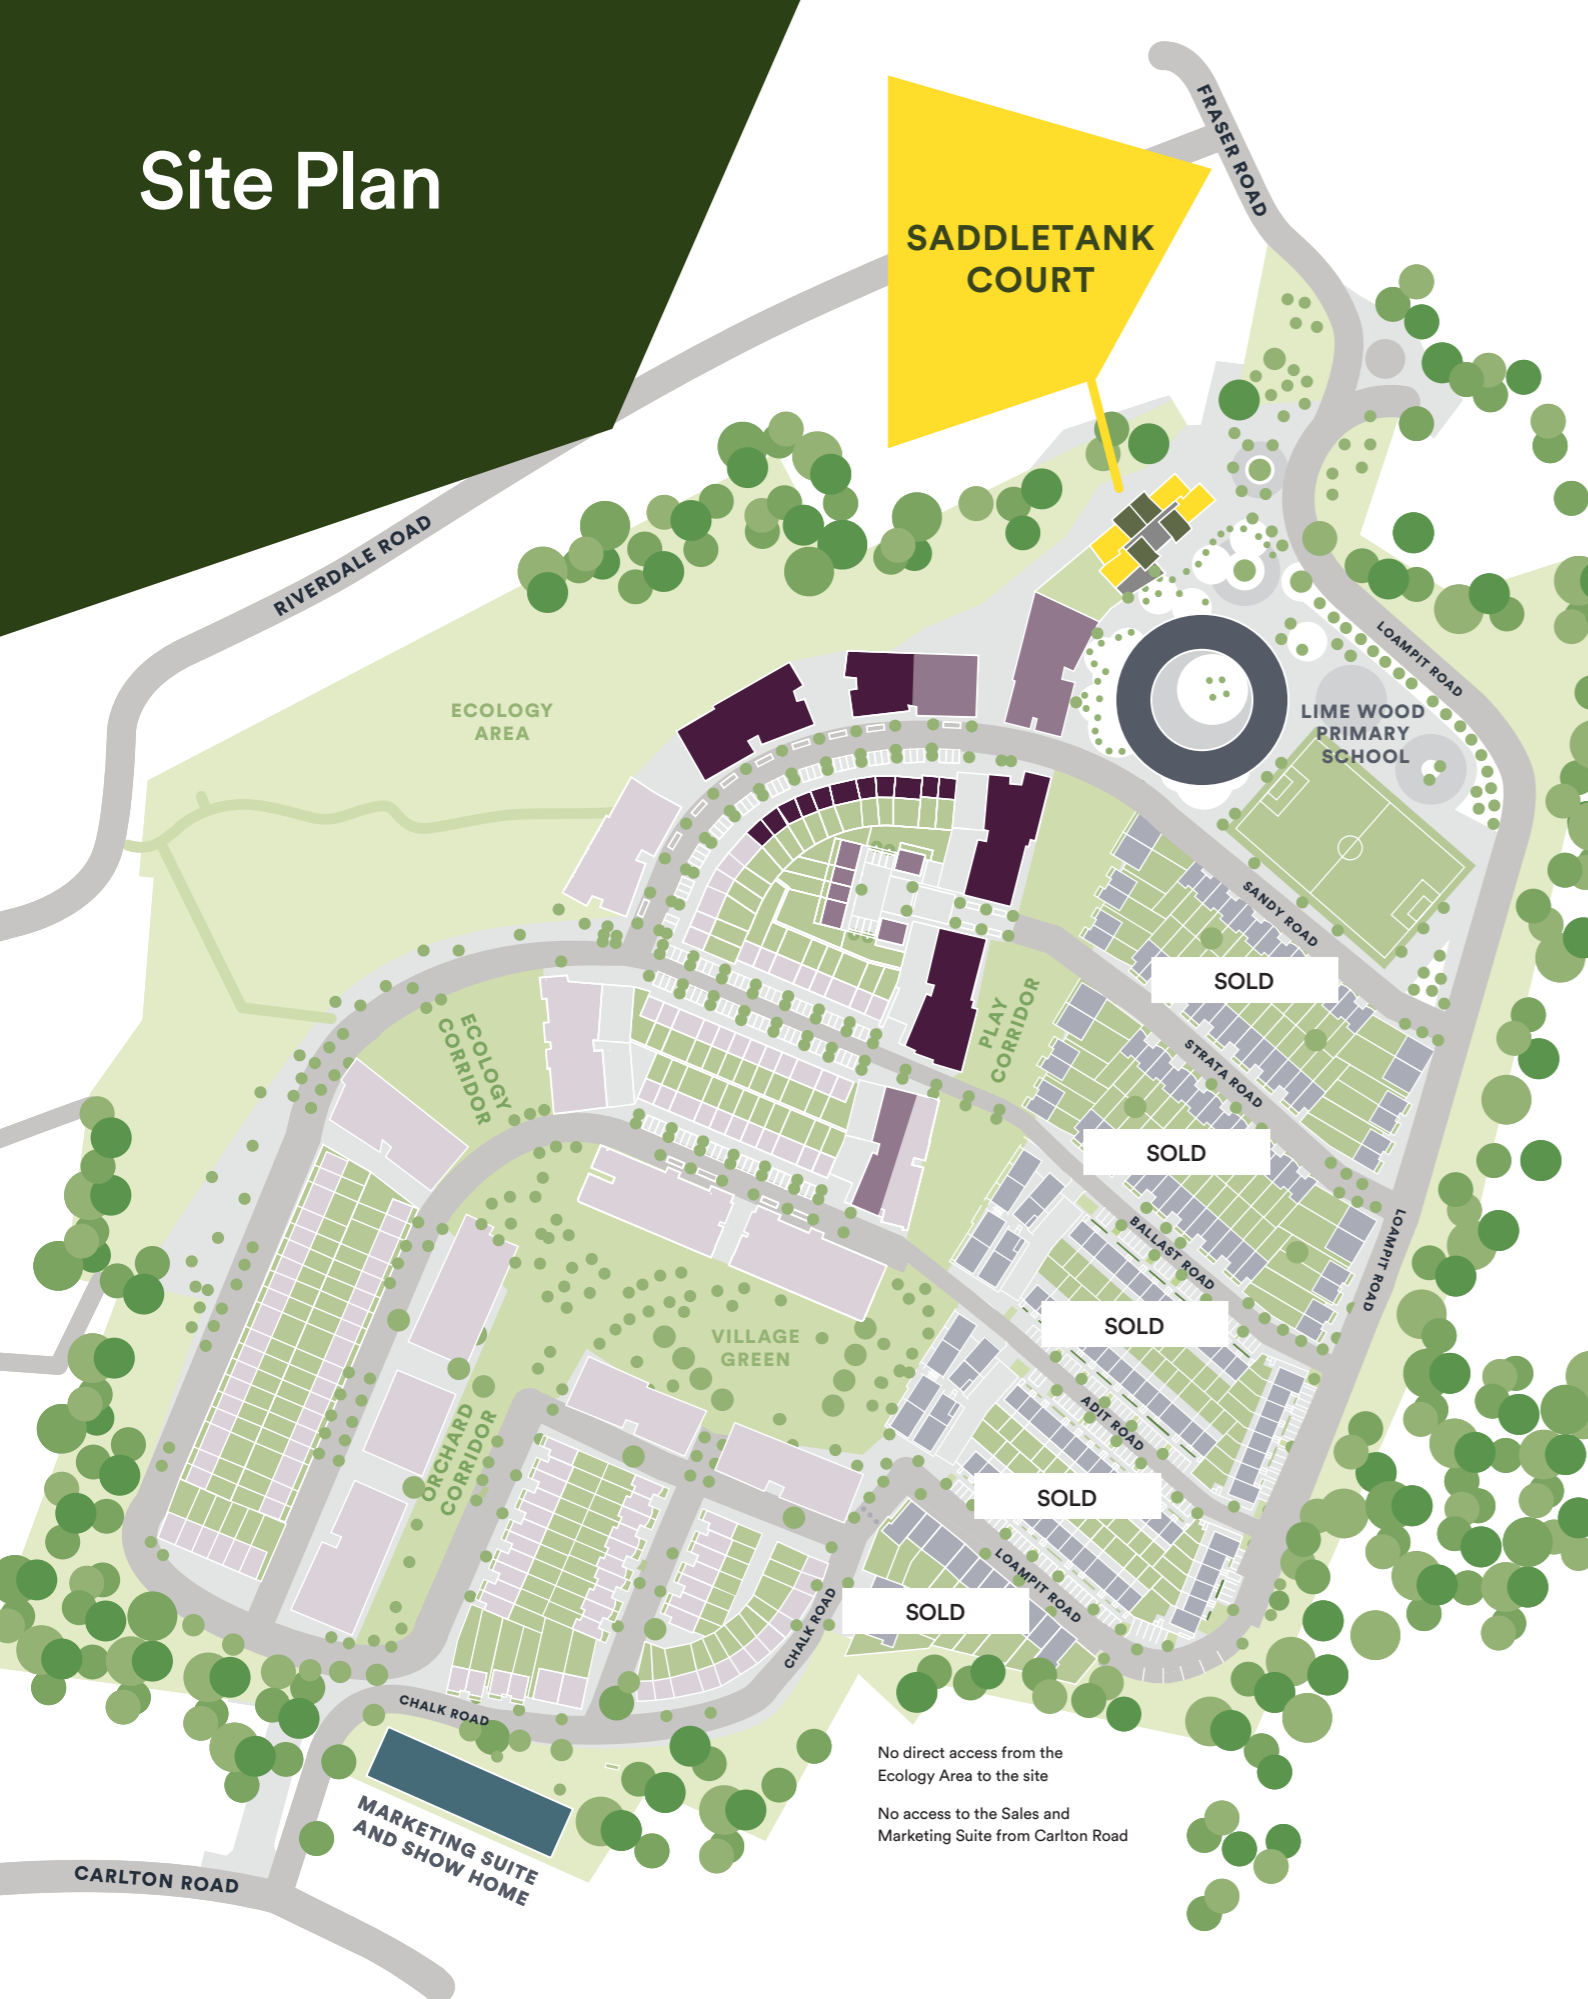 Site Plan
FRASER ROAD
SADDLETANK
COURT
RIVERDALE ROAD
LOAMPIT ROAD
ECOLOGY
AREA
LIME WOOD
PRIMARY
SCHOOL
SANDY ROAD
SOLD
PLAY
CORRIDOR
ECOLOGY
CORRIDOR
STRATA ROAD
SOLD
BALLAST ROAD
LOAMPIT ROAD
SOLD
VILLAGE
GREEN
ADIT ROAD
ORCHARD
CORRIDOR
SOLD
LOAMPIT ROAD
SOLD
CHALK ROAD
CHALK ROAD
No direct access from the
Ecology Area to the site
No access to the Sales and
Marketing Suite from Carlton Road
MARKETING SUITE
AND SHOW HOME
CARLTON ROAD